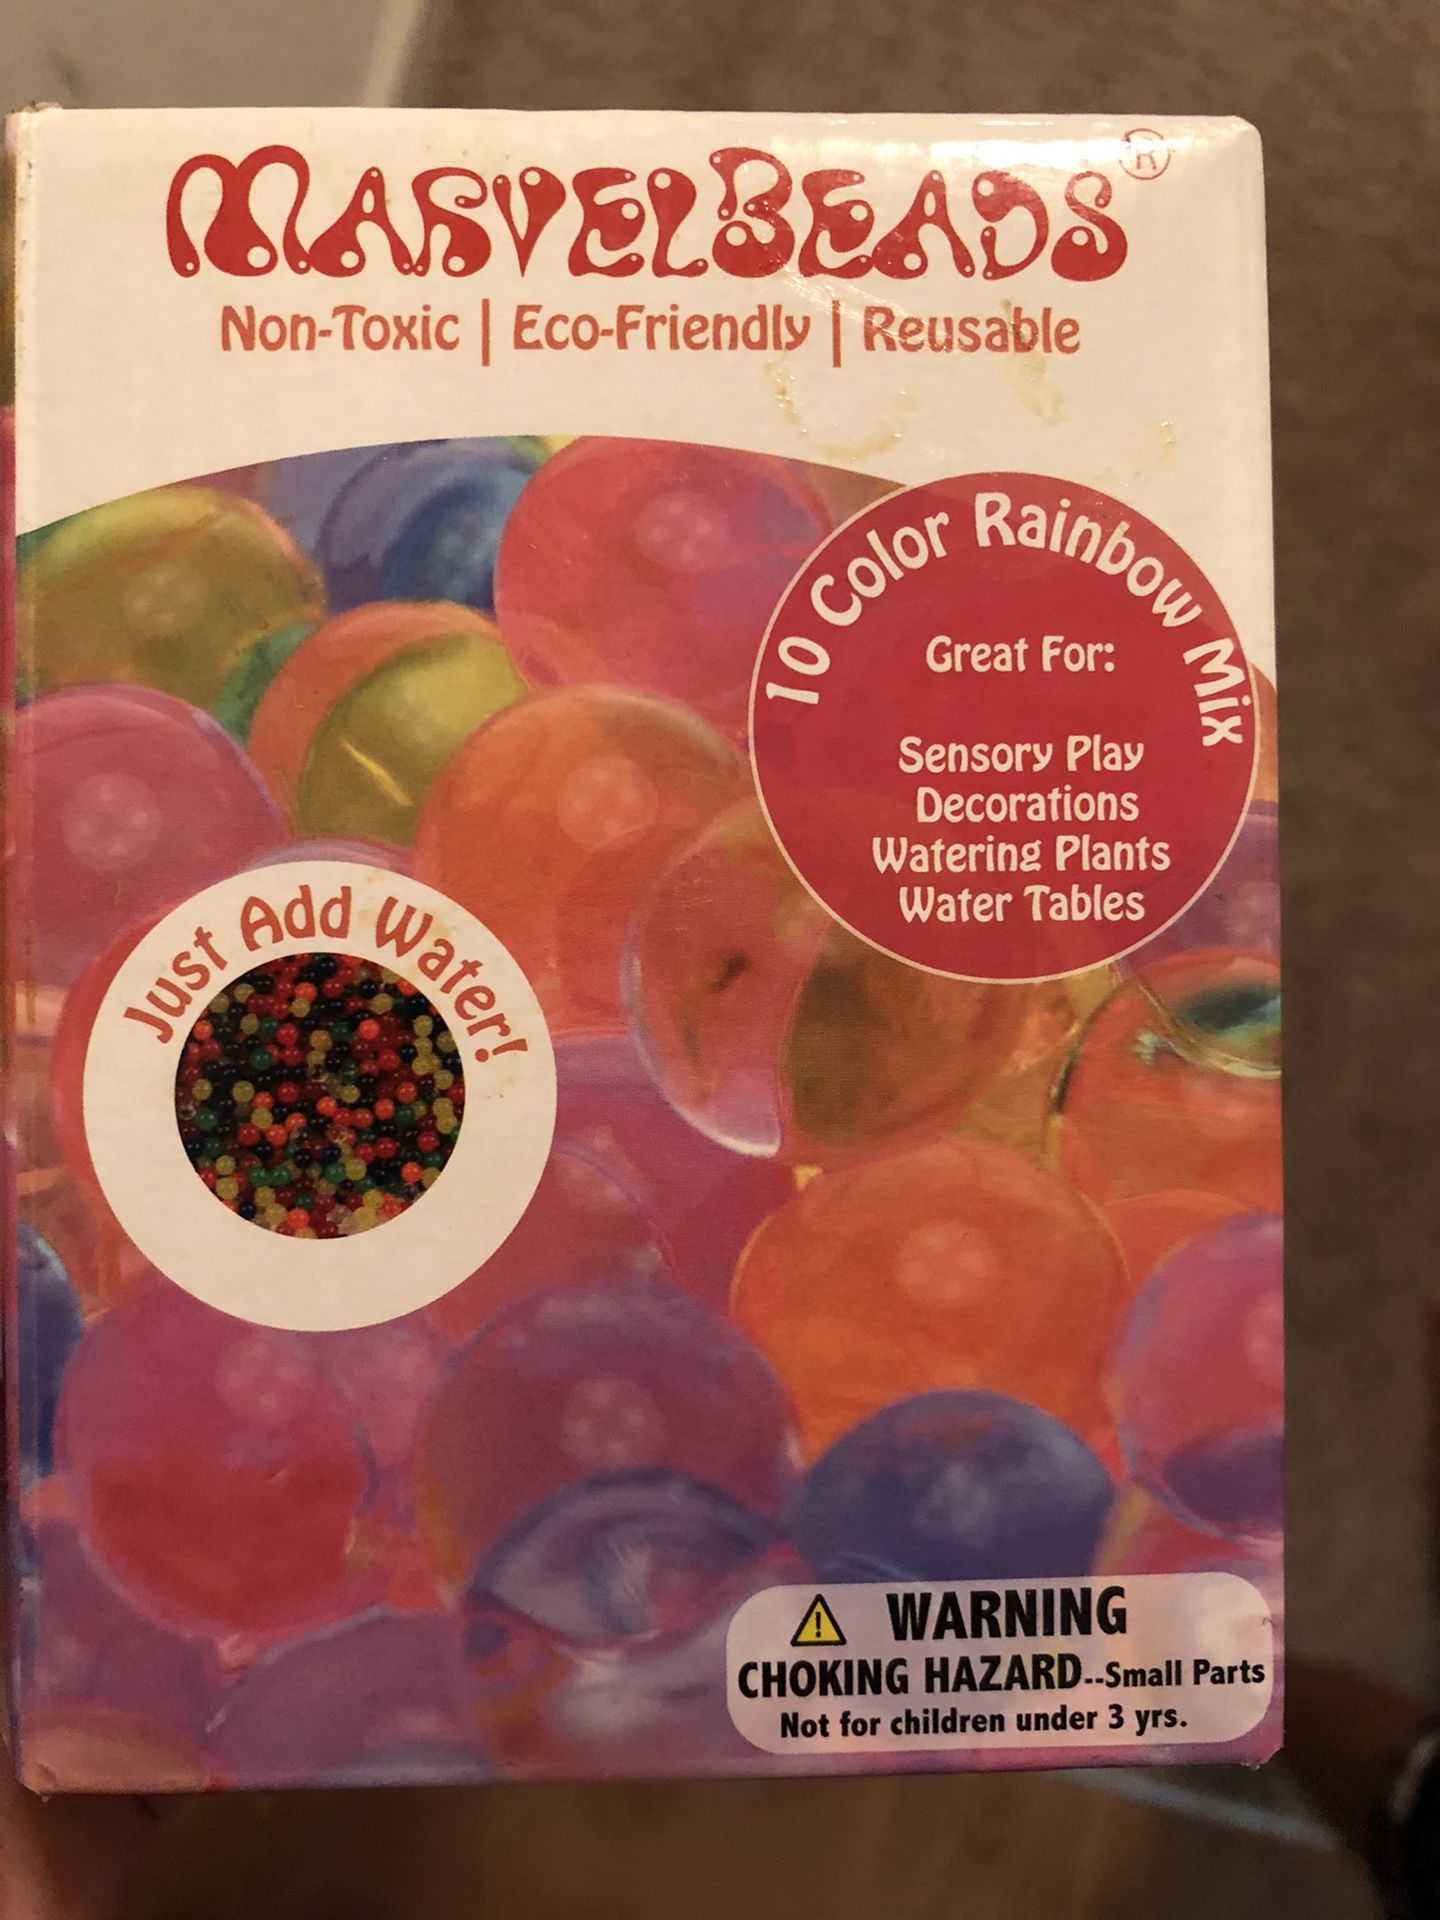 MARVELBEADS®
Non-Toxic | Eco-Friendly | Reusable
10 Color Rainbow Mix
Great For:
Sensory Play
Decorations
Watering Plants
Water Tables
Just Add Water!
WARNING
CHOKING HAZARD--Small Parts
Not for children under 3 yrs.